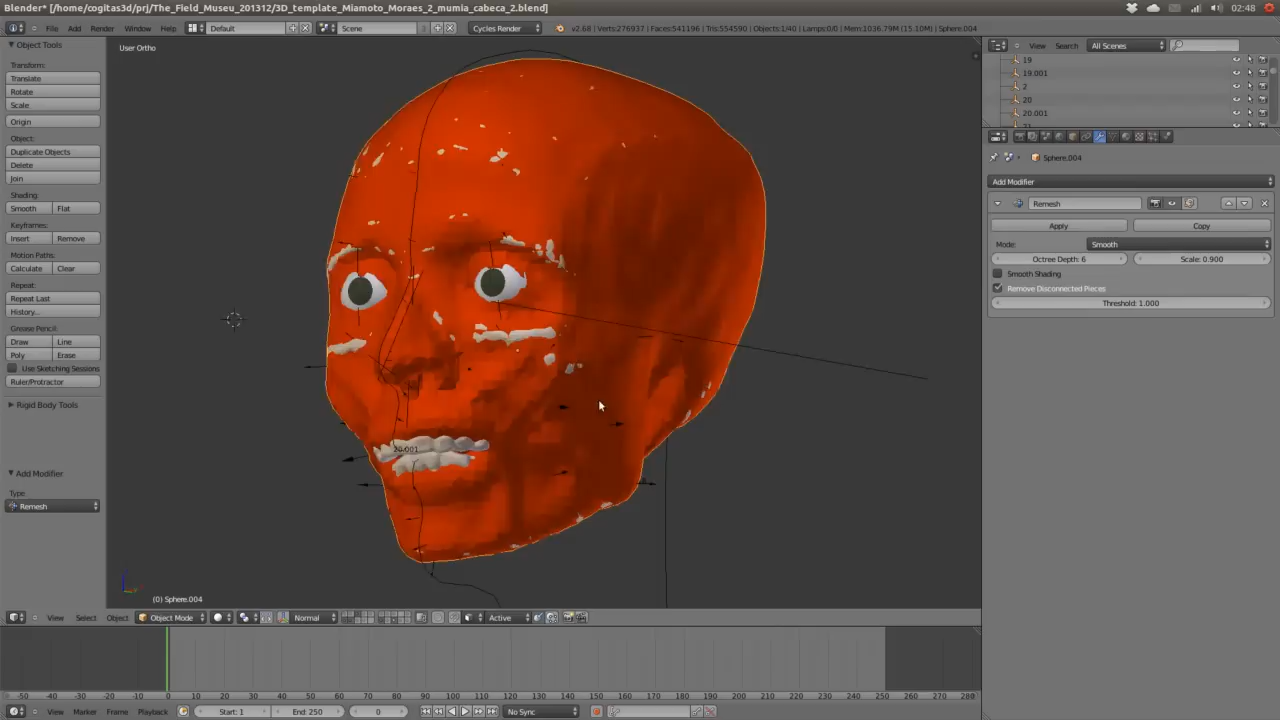 Blender* [/home/cogitas3d/prj/The_Field_Museu_201312/3D_template_Miamoto_Moraes_2_mumia_cabeca_2.blend]
02:48
File Add Render Window Help Default Scene Cycles Render v2.68 | Verts:276937 | Faces:541196 | Tris:554590 | Objects:1/40 | Lamps:0/0 | Mem:1036.79M (15.10M) | Sphere.004
View Search All Scenes
Object Tools
User Ortho
Transform:
Translate
Rotate
Scale
Origin
Object:
Duplicate Objects
Delete
Join
Shading:
Smooth Flat
Keyframes:
Insert Remove
Motion Paths:
Calculate Clear
Repeat:
Repeat Last
History...
Grease Pencil:
Draw Line
Poly Erase
Use Sketching Sessions
Ruler/Protractor
Rigid Body Tools
Add Modifier
Type
Remesh
20.001
(0) Sphere.004
19
19.001
2
20
20.001
Sphere.004
Add Modifier
Remesh
Apply Copy
Mode: Smooth
Octree Depth: 6 Scale: 0.900
Smooth Shading
Remove Disconnected Pieces
Threshold: 1.000
View Select Object Object Mode Normal Active
-50 -40 -30 -20 -10 0 10 20 30 40 50 60 70 80 90 100 110 120 130 140 150 160 170 180 190 200 210 220 230 240 250 260 270 280
View Marker Frame Playback Start: 1 End: 250 0 No Sync